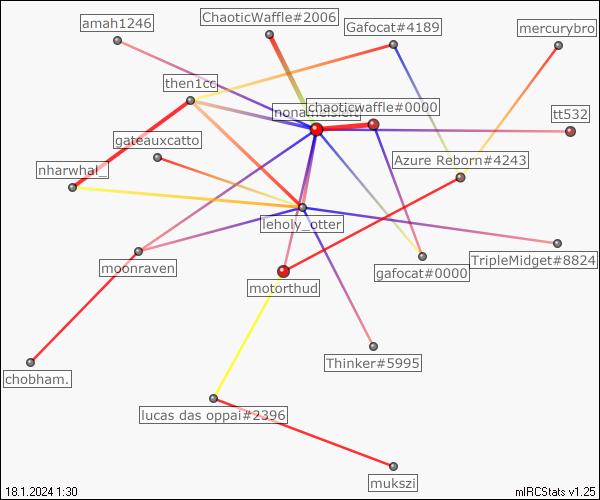 amah1246
ChaoticWaffle#2006
Gafocat#4189
mercurybro
then1cc
chaoticwaffle#0000
tt532
gateauxcatto
Azure Reborn#4243
nharwhal_
leholy_otter
moonraven
gafocat#0000
TripleMidget#8824
motorthud
Thinker#5995
chobham.
lucas das oppai#2396
mukszi
18.1.2024 1:30
mIRCStats v1.25